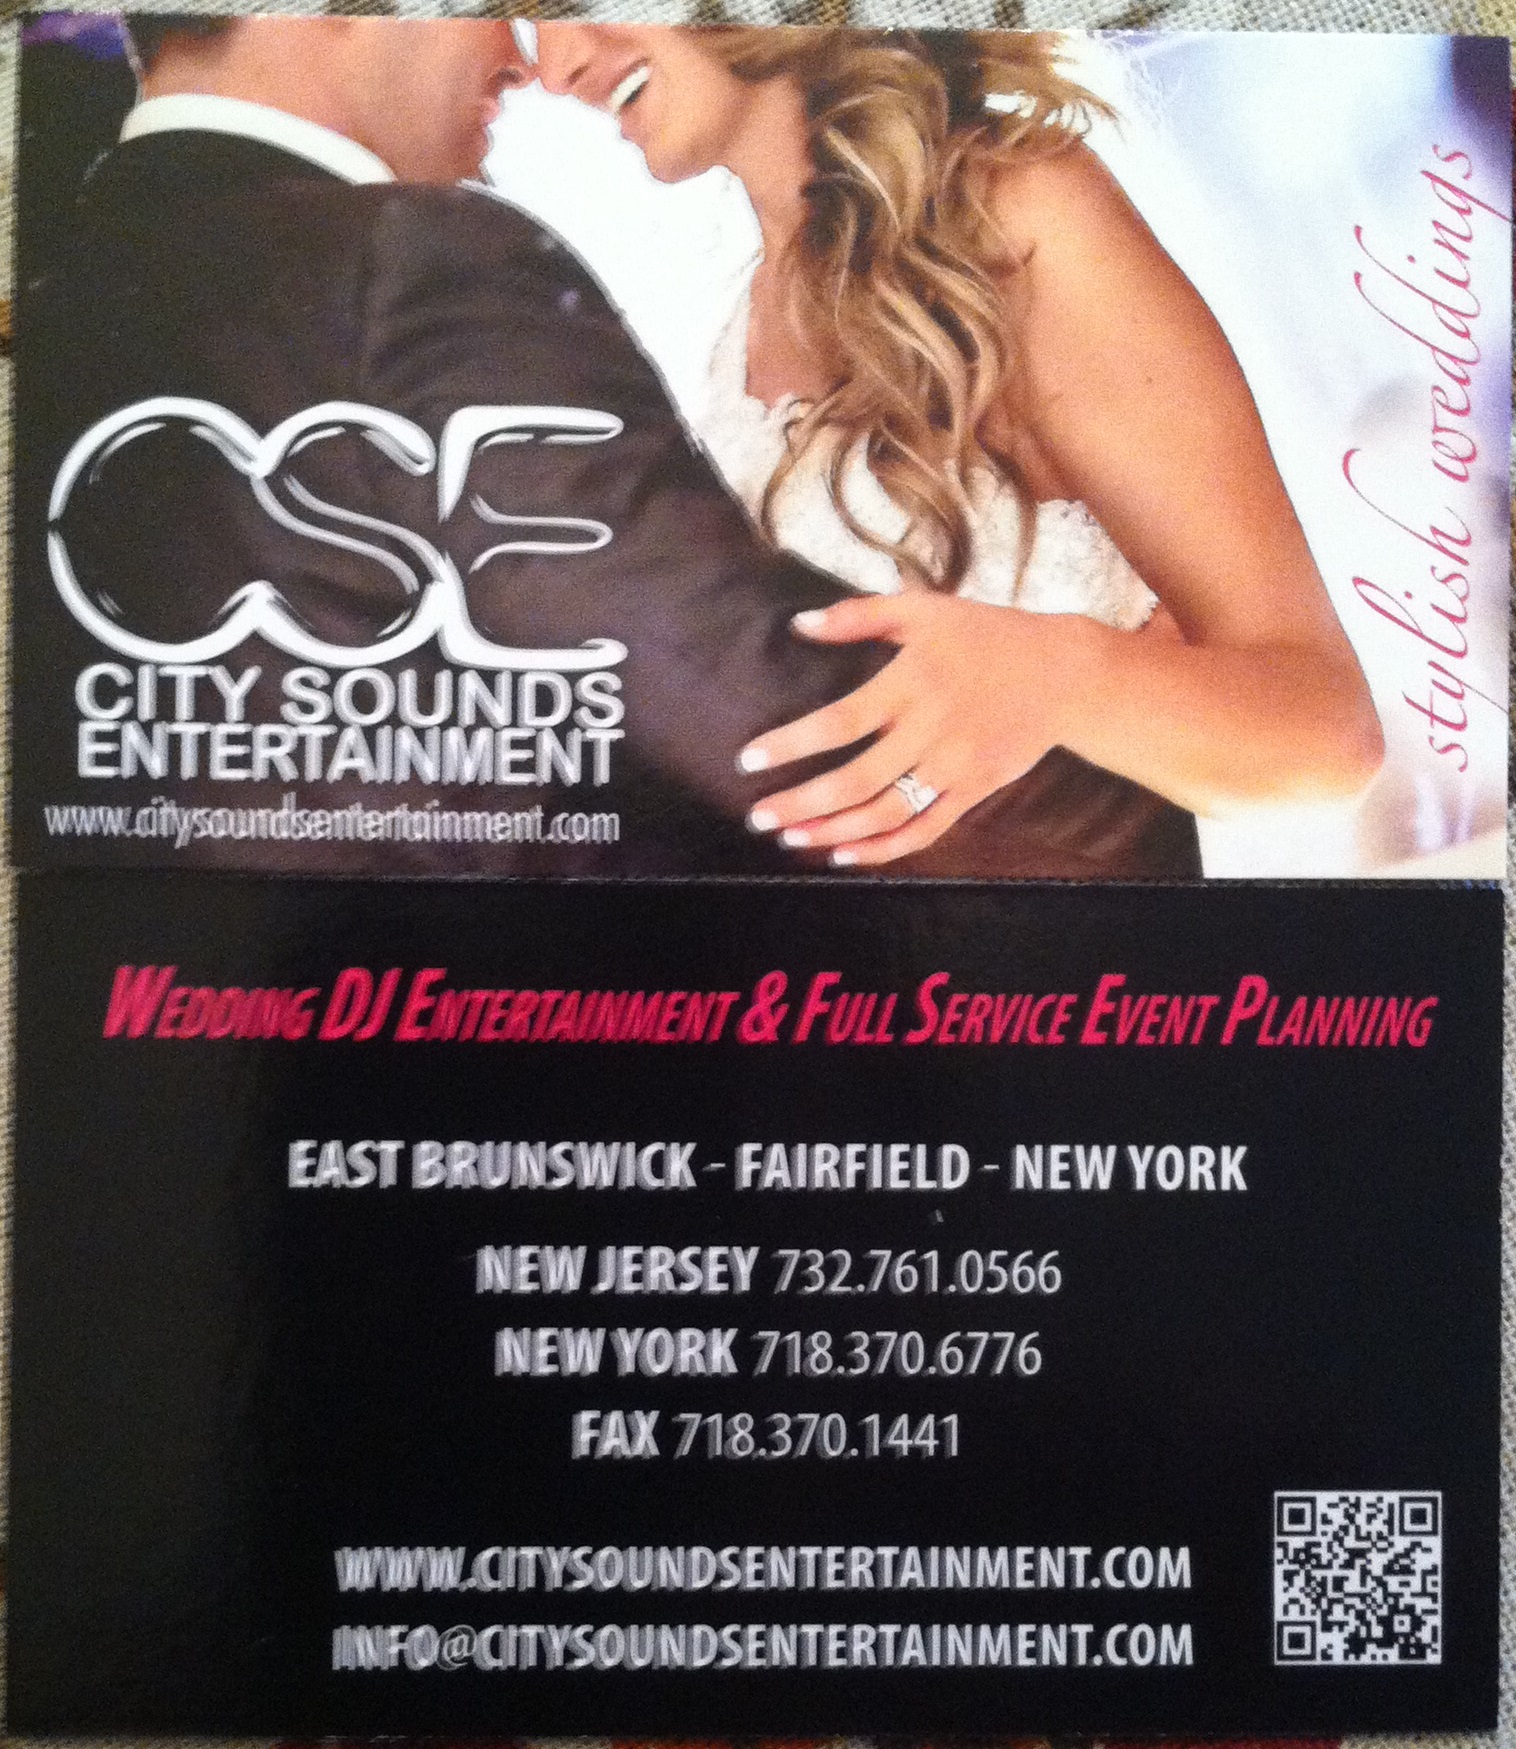 CSE
CITY SOUNDS
ENTERTAINMENT
www.citysoundsentertainment.com
stylish weddings
WEDDING DJ ENTERTAINMENT & FULL SERVICE EVENT PLANNING
EAST BRUNSWICK - FAIRFIELD - NEW YORK
NEW JERSEY 732.761.0566
NEW YORK 718.370.6776
FAX 718.370.1441
WWW.CITYSOUNDSENTERTAINMENT.COM
INFO@CITYSOUNDSENTERTAINMENT.COM